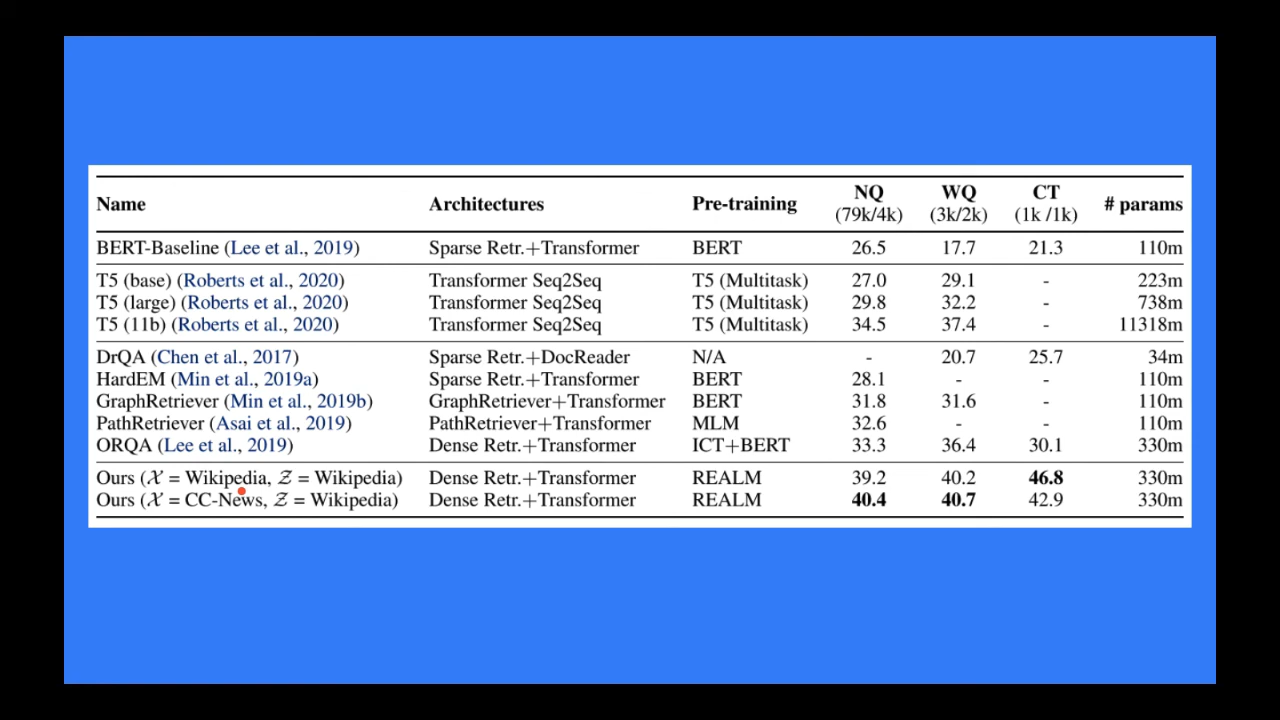 Name Architectures Pre-training NQ (79k/4k) WQ (3k/2k) CT (1k /1k) # params
BERT-Baseline (Lee et al., 2019) Sparse Retr.+Transformer BERT 26.5 17.7 21.3 110m
T5 (base) (Roberts et al., 2020) Transformer Seq2Seq T5 (Multitask) 27.0 29.1 - 223m
T5 (large) (Roberts et al., 2020) Transformer Seq2Seq T5 (Multitask) 29.8 32.2 - 738m
T5 (11b) (Roberts et al., 2020) Transformer Seq2Seq T5 (Multitask) 34.5 37.4 - 11318m
DrQA (Chen et al., 2017) Sparse Retr.+DocReader N/A - 20.7 25.7 34m
HardEM (Min et al., 2019a) Sparse Retr.+Transformer BERT 28.1 - - 110m
GraphRetriever (Min et al., 2019b) GraphRetriever+Transformer BERT 31.8 31.6 - 110m
PathRetriever (Asai et al., 2019) PathRetriever+Transformer MLM 32.6 - - 110m
ORQA (Lee et al., 2019) Dense Retr.+Transformer ICT+BERT 33.3 36.4 30.1 330m
Ours (𝒳 = Wikipedia, 𝒵 = Wikipedia) Dense Retr.+Transformer REALM 39.2 40.2 46.8 330m
Ours (𝒳 = CC-News, 𝒵 = Wikipedia) Dense Retr.+Transformer REALM 40.4 40.7 42.9 330m